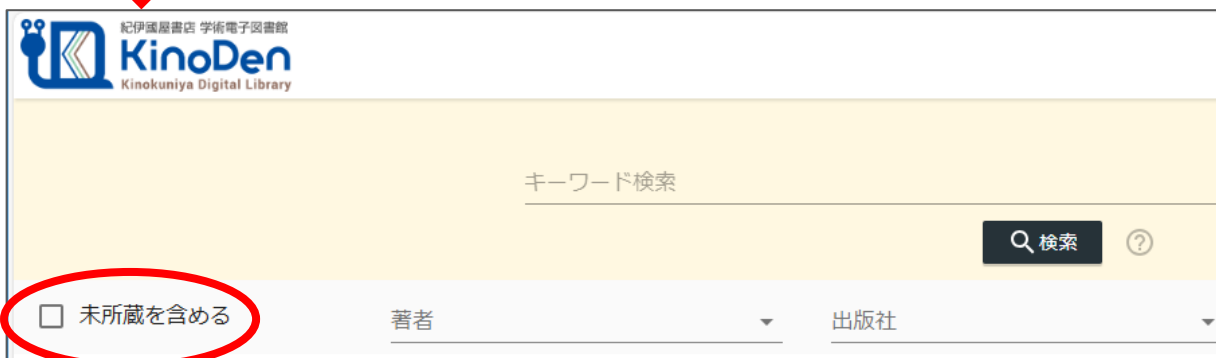 紀伊國屋書店 学術電子図書館
KinoDen
Kinokuniya Digital Library
キーワード検索
検索 ?
未所蔵を含める 著者 出版社